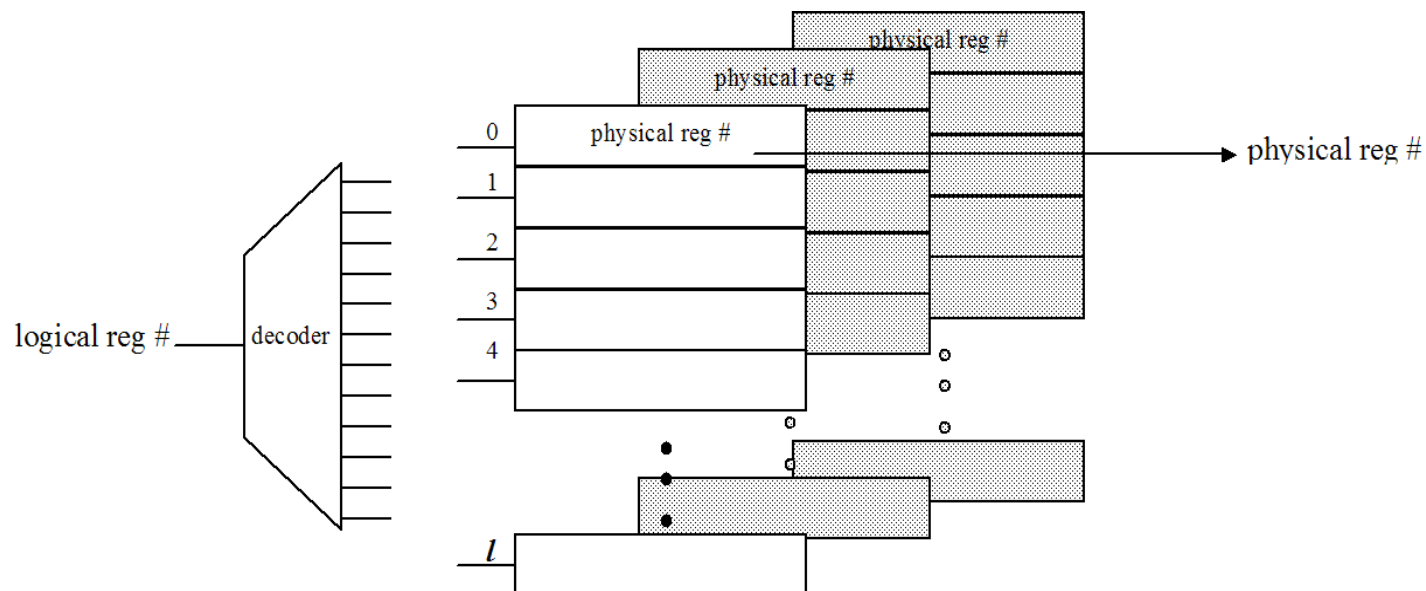 physical reg #
physical reg #
0 physical reg #
physical reg #
1
2
3
logical reg # decoder
4
l